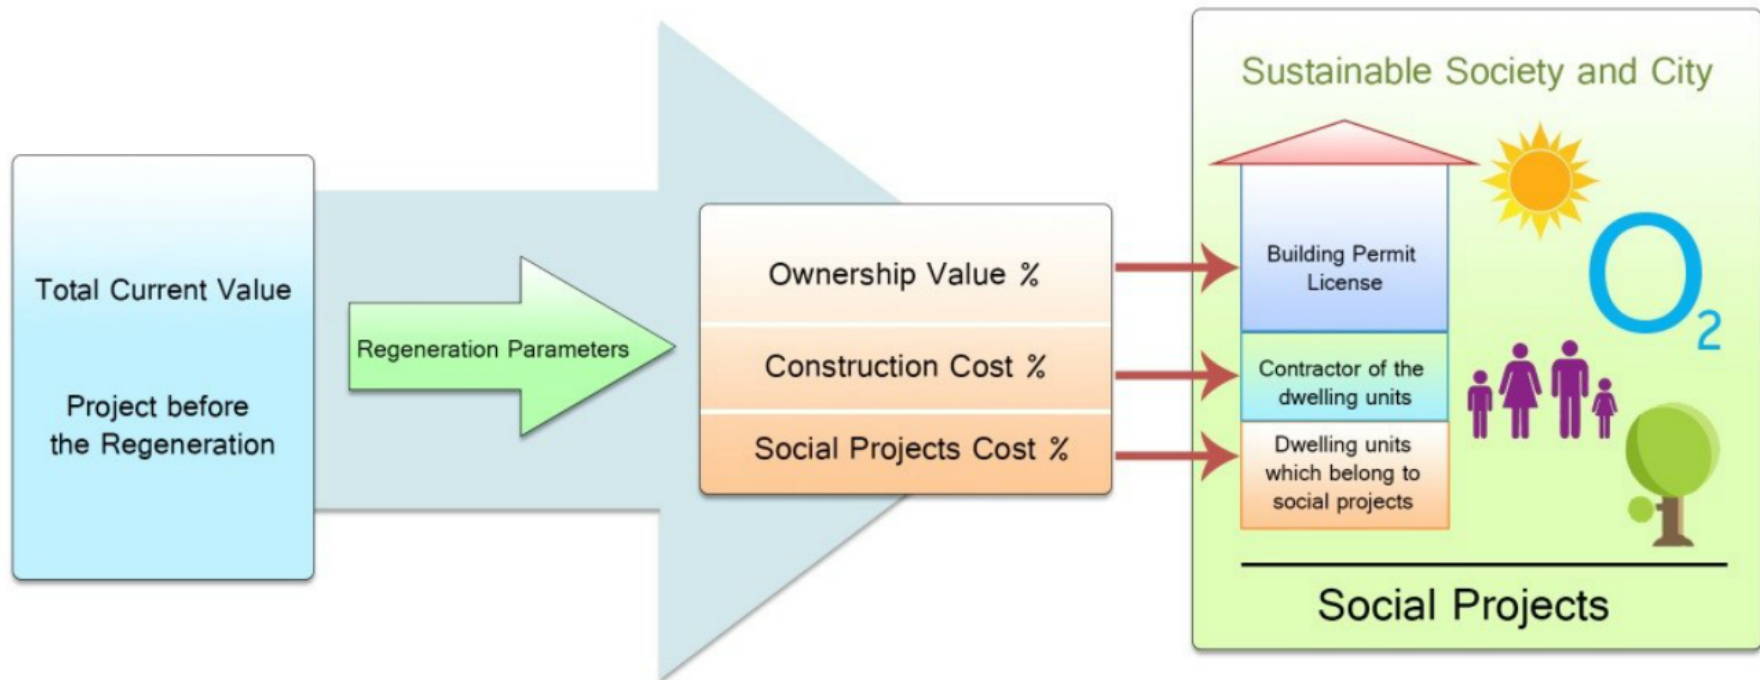 Total Current Value
Project before
the Regeneration
Regeneration Parameters
Ownership Value %
Construction Cost %
Social Projects Cost %
Sustainable Society and City
Building Permit
License
Contractor of the
dwelling units
Dwelling units
which belong to
social projects
O2
Social Projects